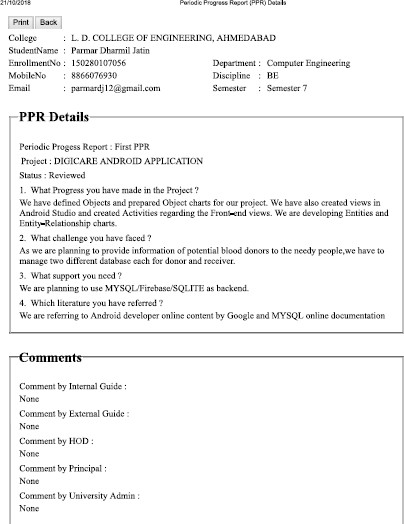 21/10/2018 Periodic Progress Report (PPR) Details
Print Back
College : L. D. COLLEGE OF ENGINEERING, AHMEDABAD
StudentName : Parmar Dharmil Jatin
EnrollmentNo : 150280107056 Department : Computer Engineering
MobileNo : 8866076930 Discipline : BE
Email : parmardj12@gmail.com Semester : Semester 7
PPR Details
Periodic Progess Report : First PPR
Project : DIGICARE ANDROID APPLICATION
Status : Reviewed
1. What Progress you have made in the Project ?
We have defined Objects and prepared Object charts for our project. We have also created views in
Android Studio and created Activities regarding the Front-end views. We are developing Entities and
Entity-Relationship charts.
2. What challenge you have faced ?
As we are planning to provide information of potential blood donors to the needy people,we have to
manage two different database each for donor and receiver.
3. What support you need ?
We are planning to use MYSQL/Firebase/SQLITE as backend.
4. Which literature you have referred ?
We are referring to Android developer online content by Google and MYSQL online documentation
Comments
Comment by Internal Guide :
None
Comment by External Guide :
None
Comment by HOD :
None
Comment by Principal :
None
Comment by University Admin :
None